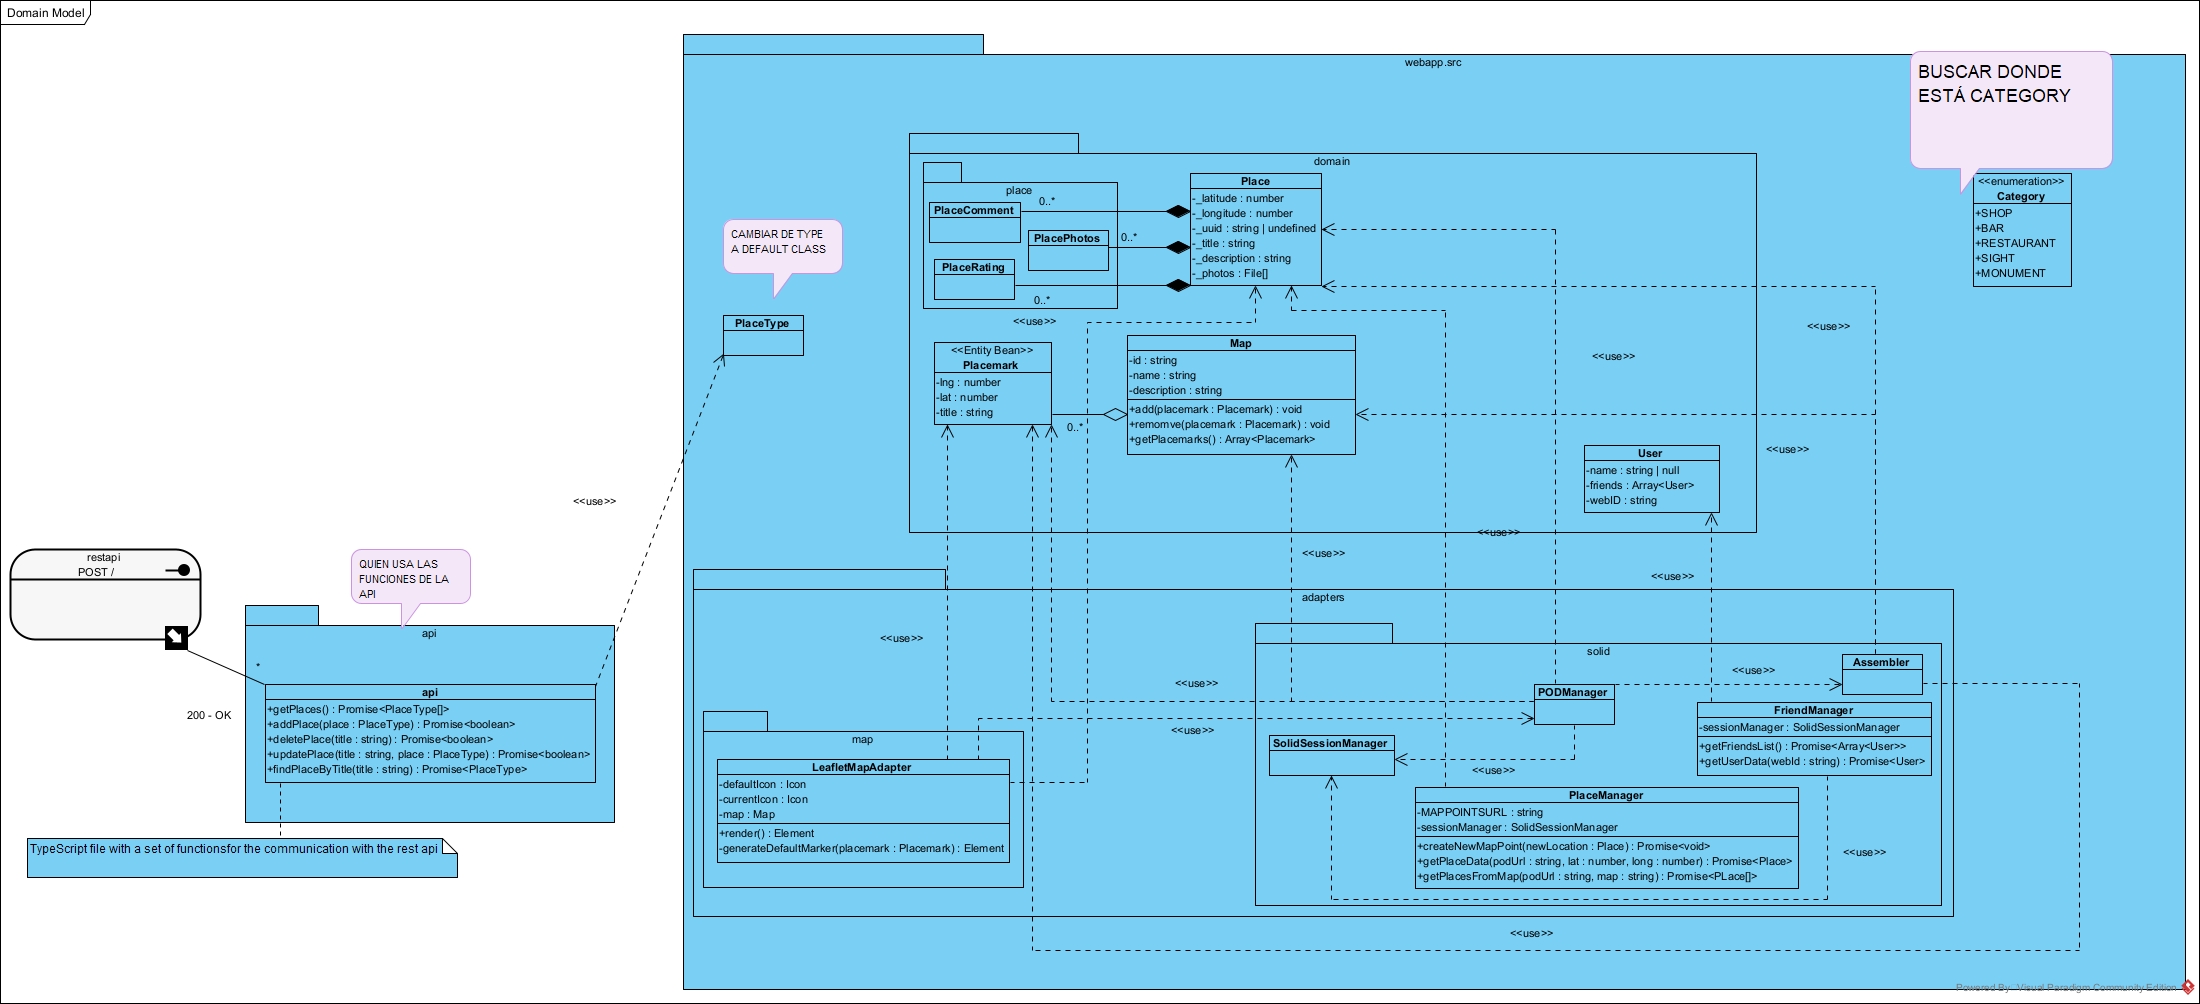 Domain Model
webapp.src
BUSCAR DONDE
ESTÁ CATEGORY
<<enumeration>>
Category
+SHOP
+BAR
+RESTAURANT
+SIGHT
+MONUMENT
domain
place
PlaceComment
0..*
PlacePhotos
0..*
PlaceRating
0..*
Place
-_latitude : number
-_longitude : number
-_uuid : string | undefined
-_title : string
-_description : string
-_photos : File[]
CAMBIAR DE TYPE
A DEFAULT CLASS
PlaceType
<<use>>
<<use>>
<<use>>
<<Entity Bean>>
Placemark
-lng : number
-lat : number
-title : string
0..*
Map
-id : string
-name : string
-description : string
+add(placemark : Placemark) : void
+remomve(placemark : Placemark) : void
+getPlacemarks() : Array<Placemark>
User
-name : string | null
-friends : Array<User>
-webID : string
<<use>>
<<use>>
<<use>>
<<use>>
<<use>>
restapi
POST /
QUIEN USA LAS
FUNCIONES DE LA
API
api
*
200 - OK
api
+getPlaces() : Promise<PlaceType[]>
+addPlace(place : PlaceType) : Promise<boolean>
+deletePlace(title : string) : Promise<boolean>
+updatePlace(title : string, place : PlaceType) : Promise<boolean>
+findPlaceByTitle(title : string) : Promise<PlaceType>
TypeScript file with a set of functionsfor the communication with the rest api
adapters
<<use>>
<<use>>
<<use>>
map
LeafletMapAdapter
-defaultIcon : Icon
-currentIcon : Icon
-map : Map
+render() : Element
-generateDefaultMarker(placemark : Placemark) : Element
solid
<<use>>
Assembler
PODManager
SolidSessionManager
<<use>>
FriendManager
-sessionManager : SolidSessionManager
+getFriendsList() : Promise<Array<User>>
+getUserData(webId : string) : Promise<User>
PlaceManager
-MAPPOINTSURL : string
-sessionManager : SolidSessionManager
+createNewMapPoint(newLocation : Place) : Promise<void>
+getPlaceData(podUrl : string, lat : number, long : number) : Promise<Place>
+getPlacesFromMap(podUrl : string, map : string) : Promise<PLace[]>
<<use>>
<<use>>
Powered By: Visual Paradigm Community Edition